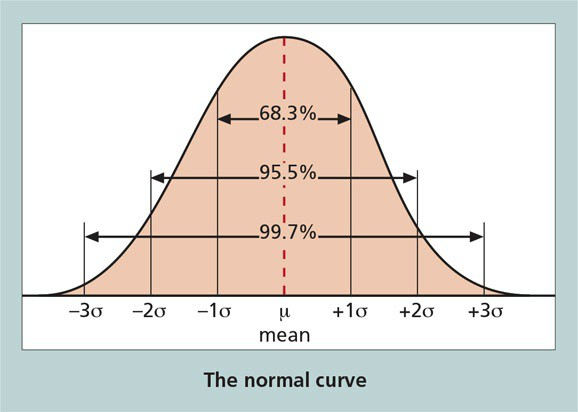 68.3%
95.5%
99.7%
−3σ −2σ −1σ μ +1σ +2σ +3σ
mean
The normal curve